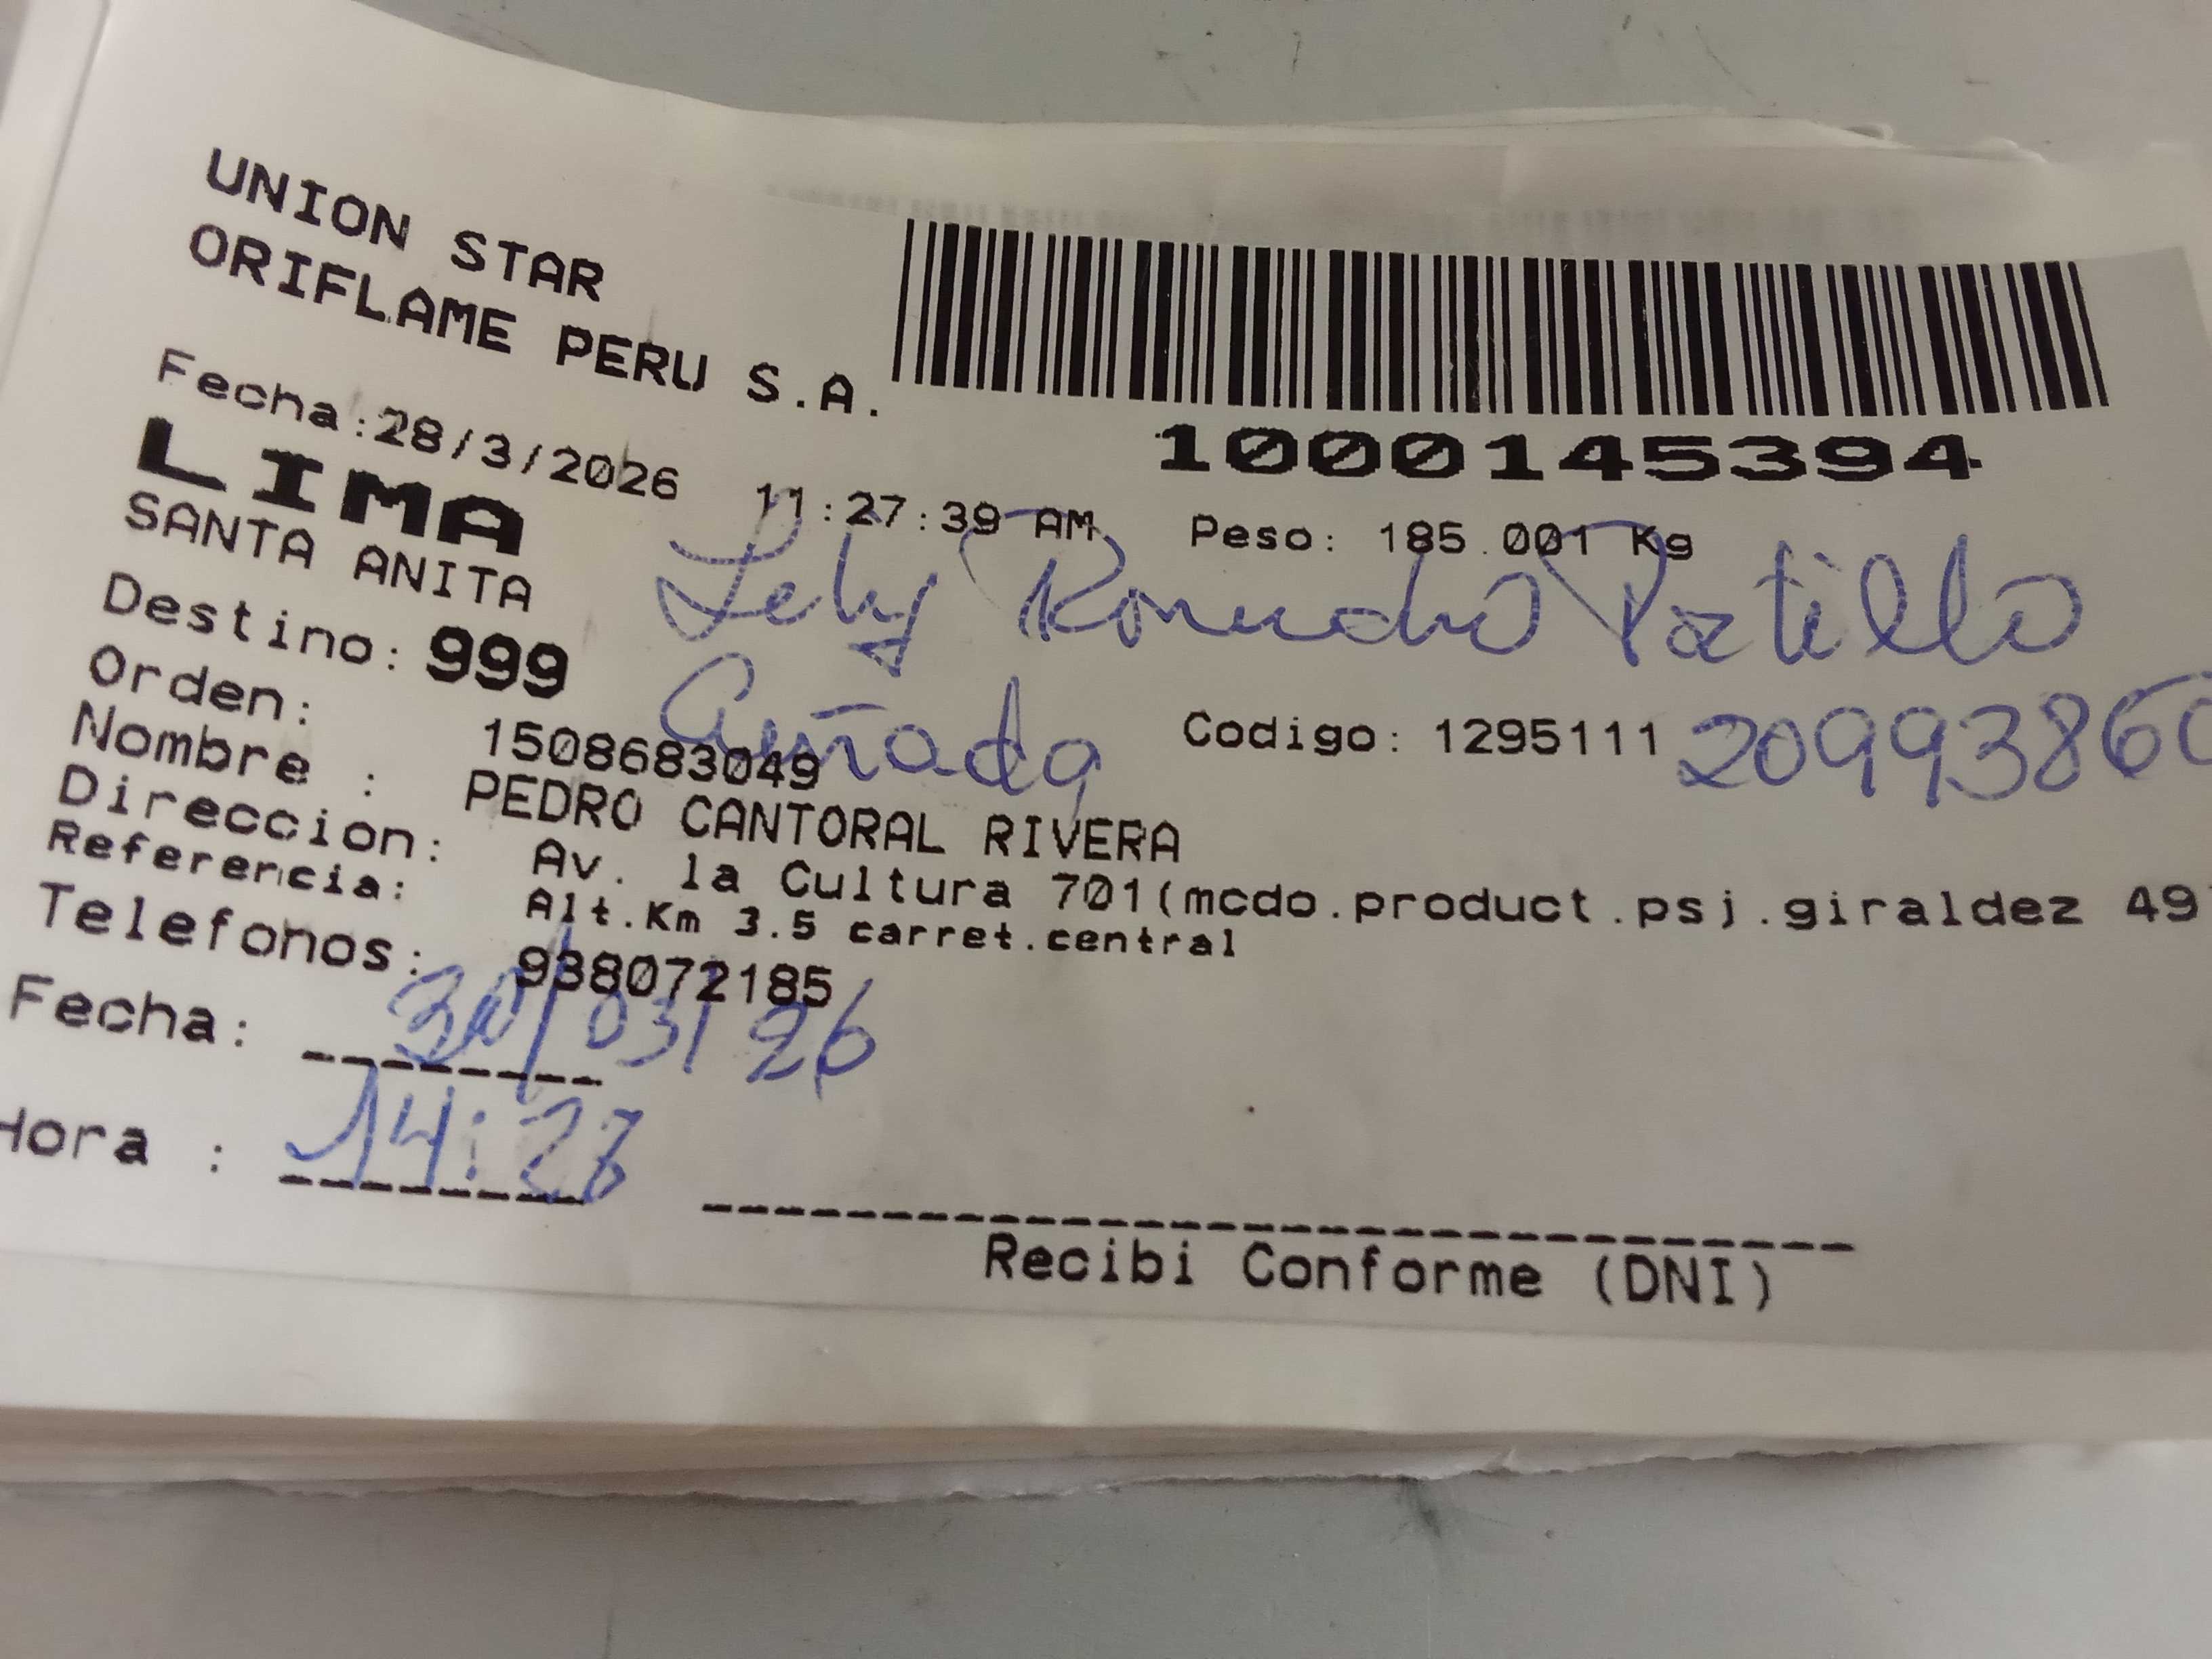 UNION STAR
ORIFLAME PERU S.A.
1000145394
Fecha:28/3/2026 11:27:39 AM Peso: 185.001 Kg
LIMA
SANTA ANITA
Patillo
Destino: 999
Cuñada
Orden: 1508683049 Codigo: 1295111
Nombre : PEDRO CANTORAL RIVERA
Direccion: Av. la Cultura 701(mcdo.product.psj.giraldez 49
Referencia: Alt.Km 3.5 carret.central
Telefonos: 938072185
Fecha: 30/03/26
Hora : 14:28
Recibi Conforme (DNI)